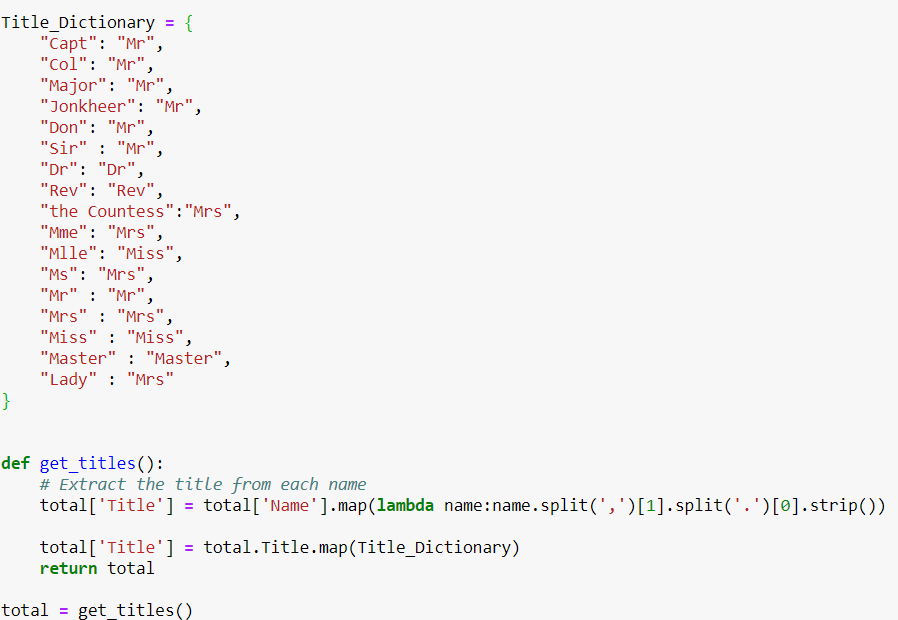 Title_Dictionary = {
    "Capt": "Mr",
    "Col": "Mr",
    "Major": "Mr",
    "Jonkheer": "Mr",
    "Don": "Mr",
    "Sir" : "Mr",
    "Dr": "Dr",
    "Rev": "Rev",
    "the Countess":"Mrs",
    "Mme": "Mrs",
    "Mlle": "Miss",
    "Ms": "Mrs",
    "Mr" : "Mr",
    "Mrs" : "Mrs",
    "Miss" : "Miss",
    "Master" : "Master",
    "Lady" : "Mrs"
}
def get_titles():
    # Extract the title from each name
    total['Title'] = total['Name'].map(lambda name:name.split(',')[1].split('.')[0].strip())
    total['Title'] = total.Title.map(Title_Dictionary)
    return total
total = get_titles()